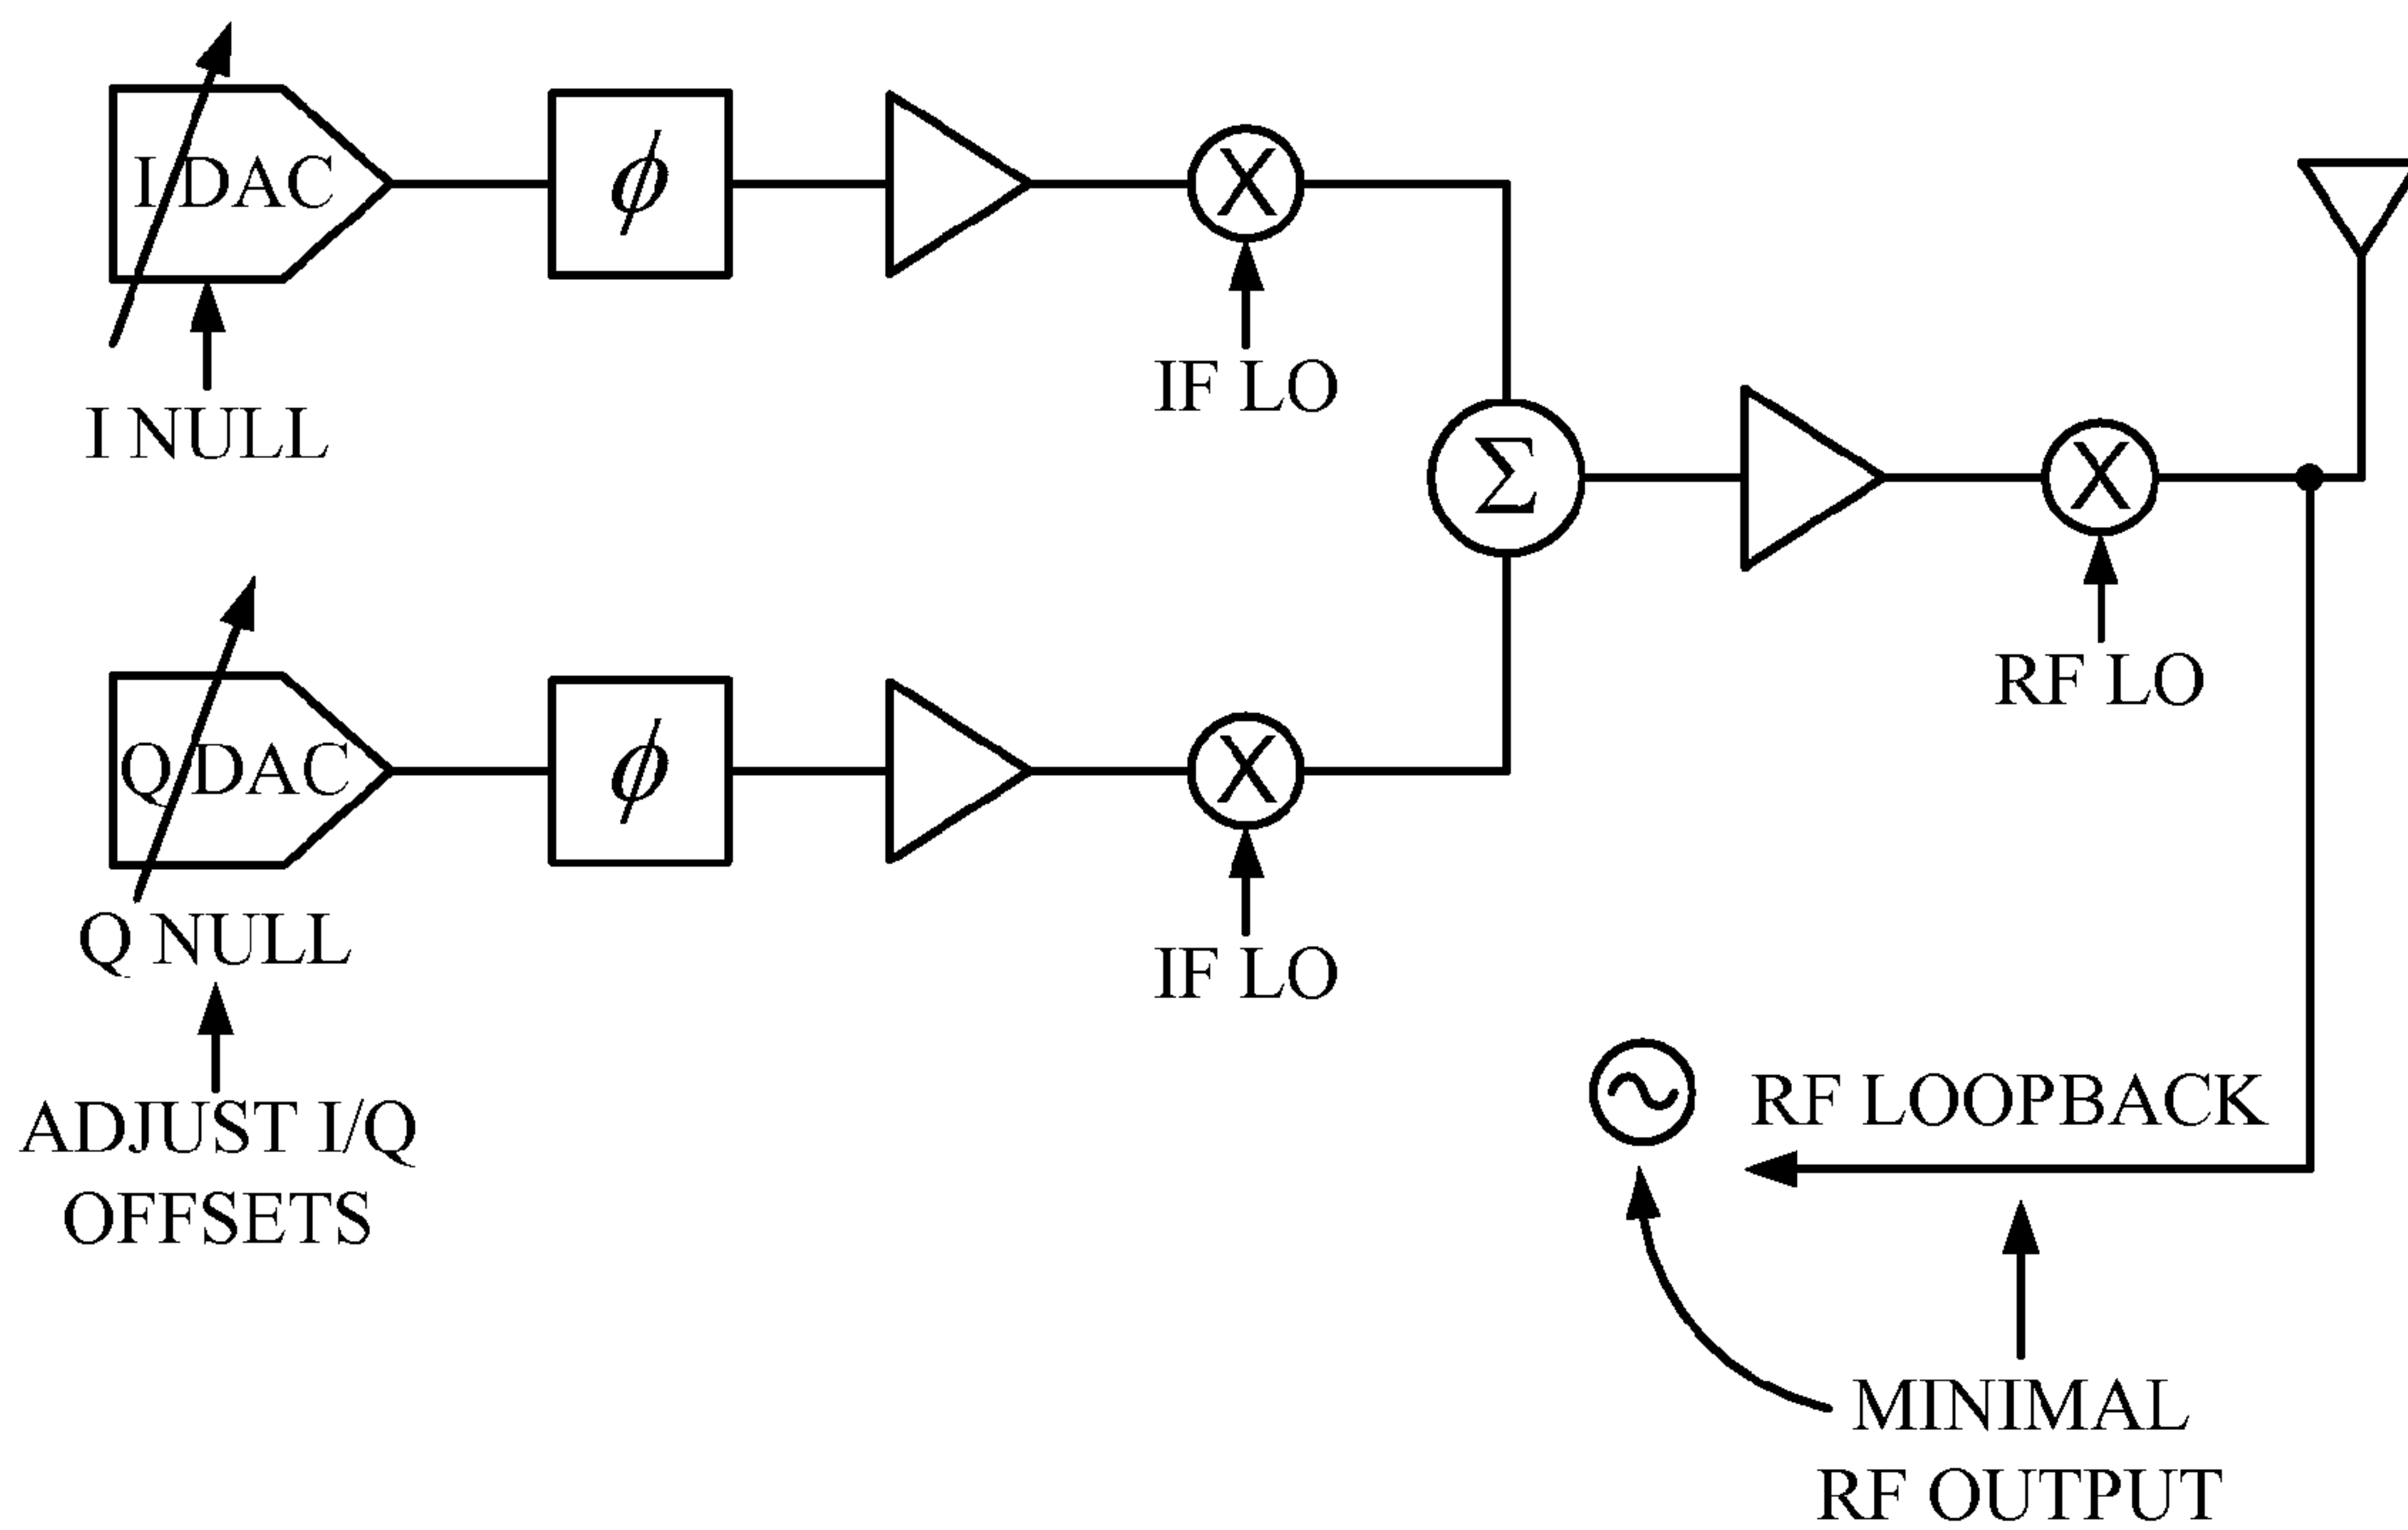 I DAC
ϕ
X
I NULL
IF LO
Σ
X
RF LO
Q DAC
ϕ
X
Q NULL
IF LO
ADJUST I/Q
OFFSETS
RF LOOPBACK
MINIMAL
RF OUTPUT